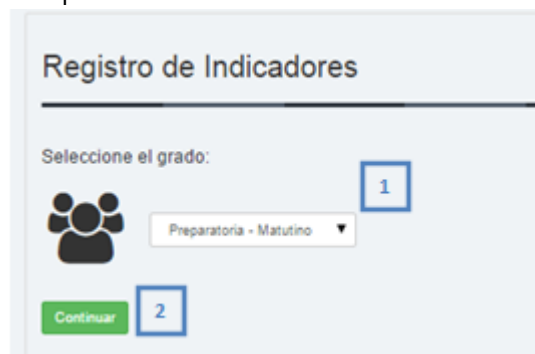 Registro de Indicadores
Seleccione el grado:
1
Preparatoria - Matutino
Continuar
2